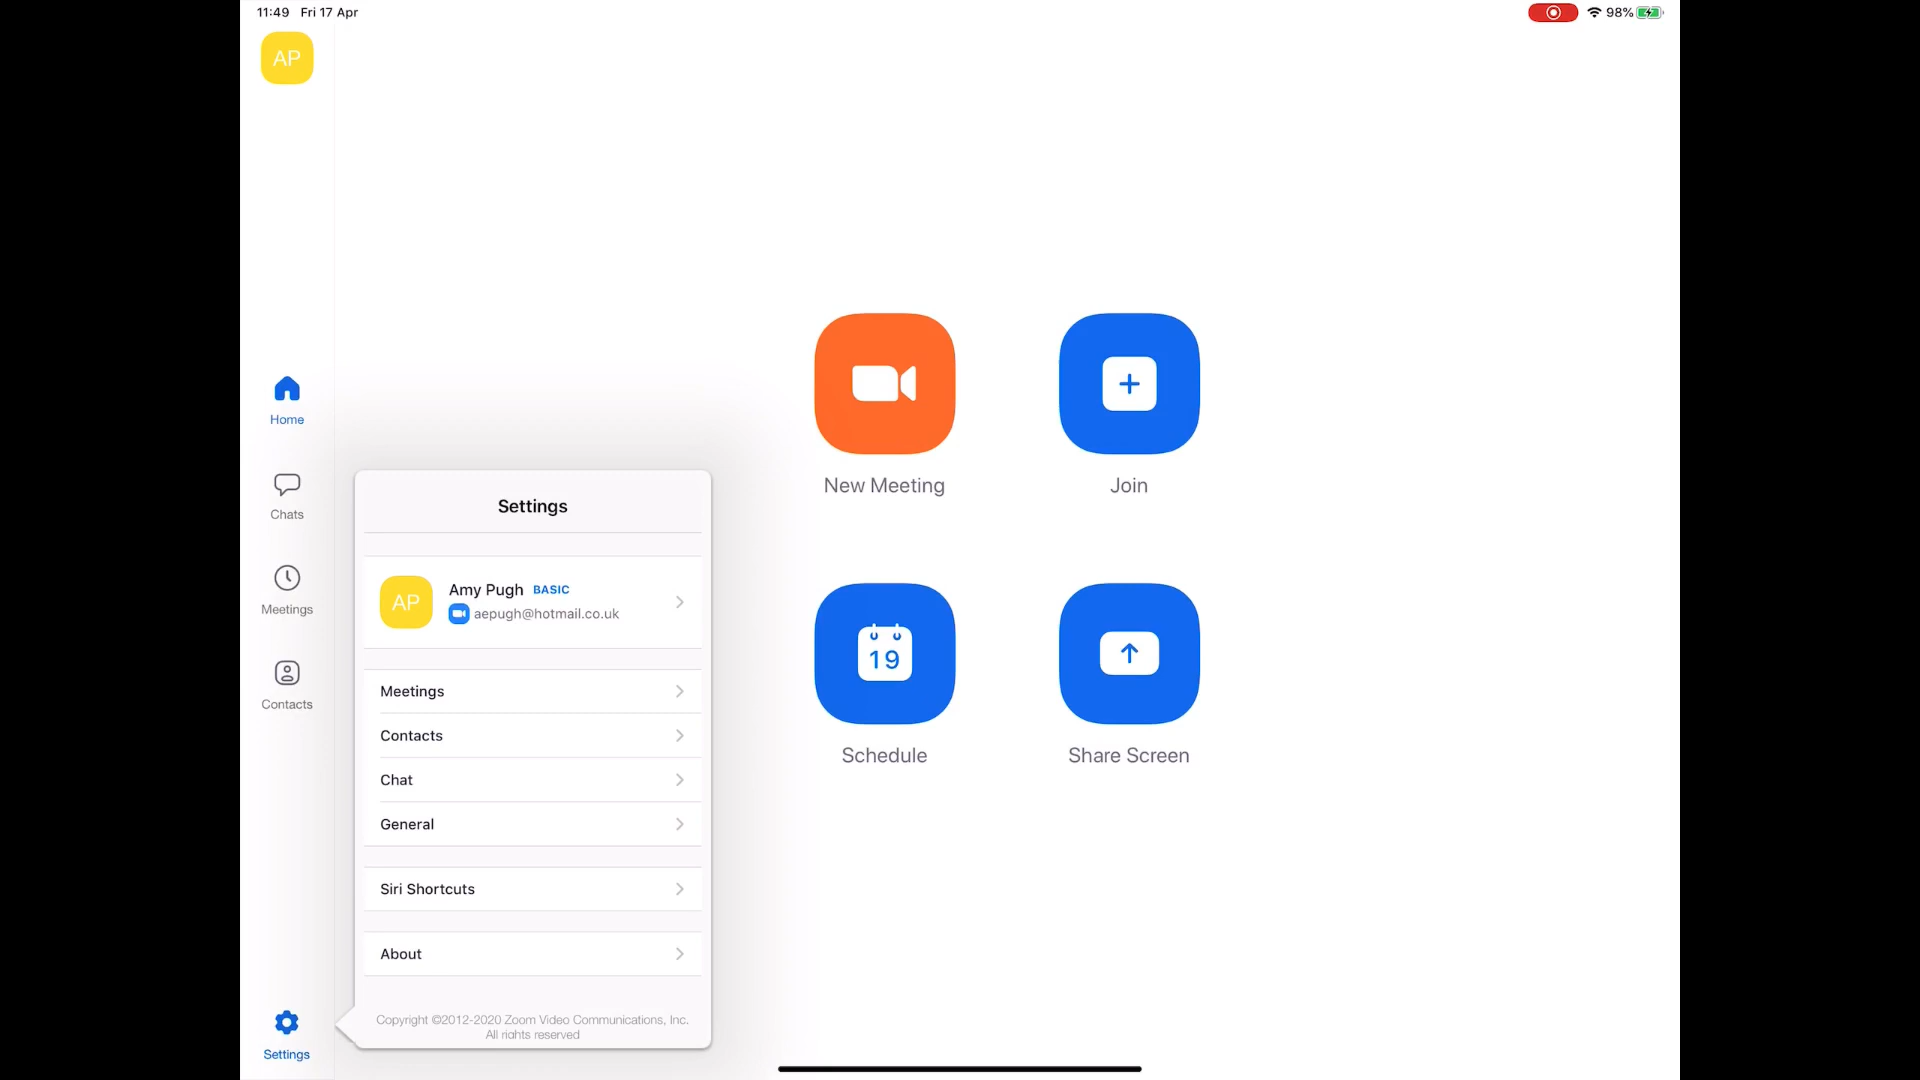 11:49 Fri 17 Apr
98%
AP
Home
Chats
Meetings
Contacts
Settings
Settings
AP
Amy Pugh BASIC
aepugh@hotmail.co.uk
Meetings
Contacts
Chat
General
Siri Shortcuts
About
Copyright ©2012-2020 Zoom Video Communications, Inc.
All rights reserved
New Meeting
Join
19
Schedule
Share Screen